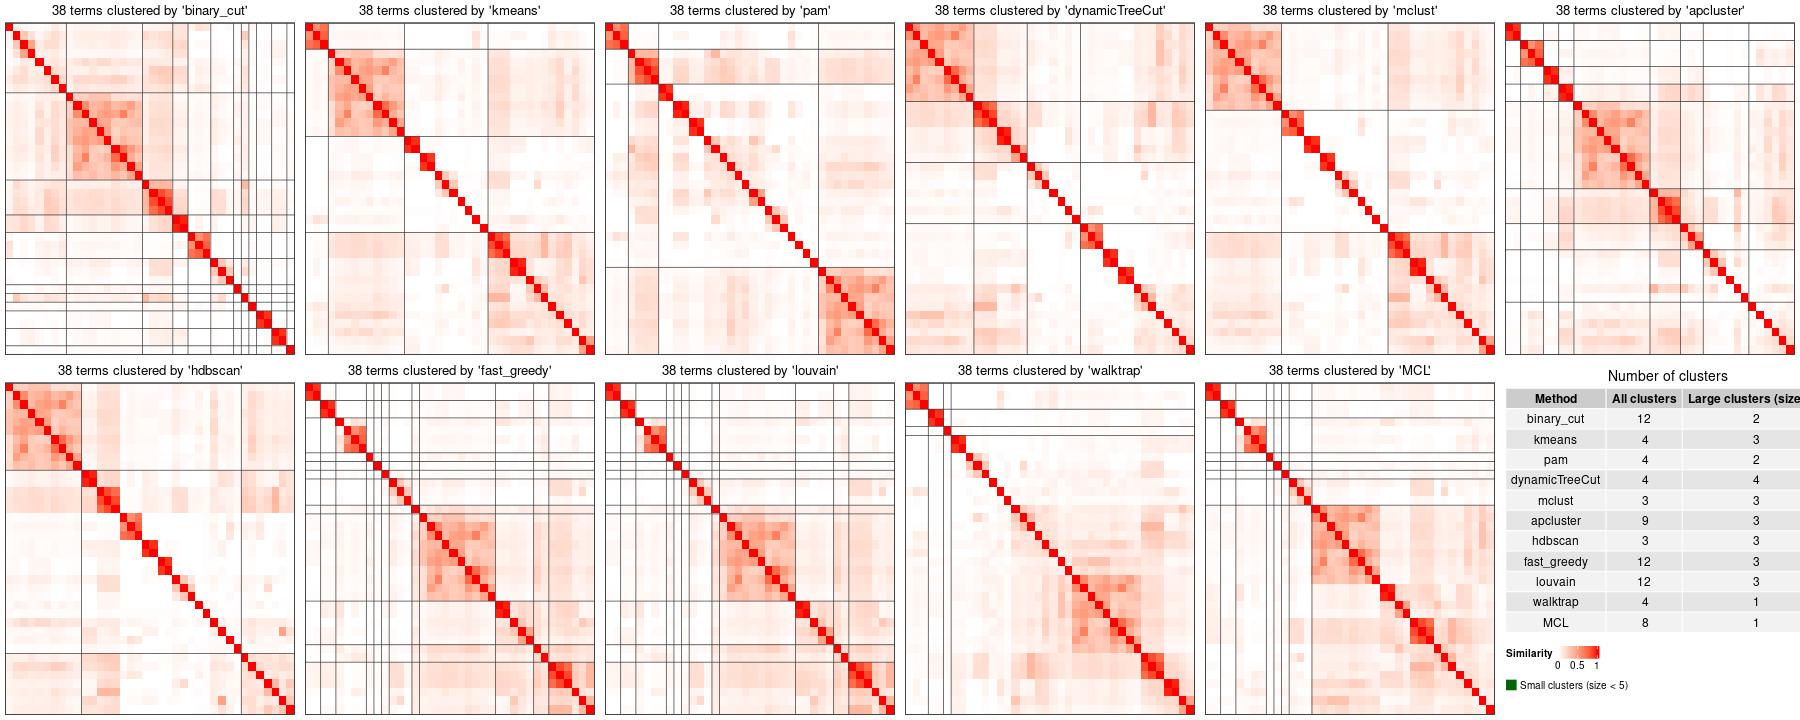 38 terms clustered by 'binary_cut'
38 terms clustered by 'kmeans'
38 terms clustered by 'pam'
38 terms clustered by 'dynamicTreeCut'
38 terms clustered by 'mclust'
38 terms clustered by 'apcluster'
38 terms clustered by 'hdbscan'
38 terms clustered by 'fast_greedy'
38 terms clustered by 'louvain'
38 terms clustered by 'walktrap'
38 terms clustered by 'MCL'
Number of clusters
Method All clusters Large clusters (size
binary_cut 12 2
kmeans 4 3
pam 4 2
dynamicTreeCut 4 4
mclust 3 3
apcluster 9 3
hdbscan 3 3
fast_greedy 12 3
louvain 12 3
walktrap 4 1
MCL 8 1
Similarity
0 0.5 1
Small clusters (size < 5)